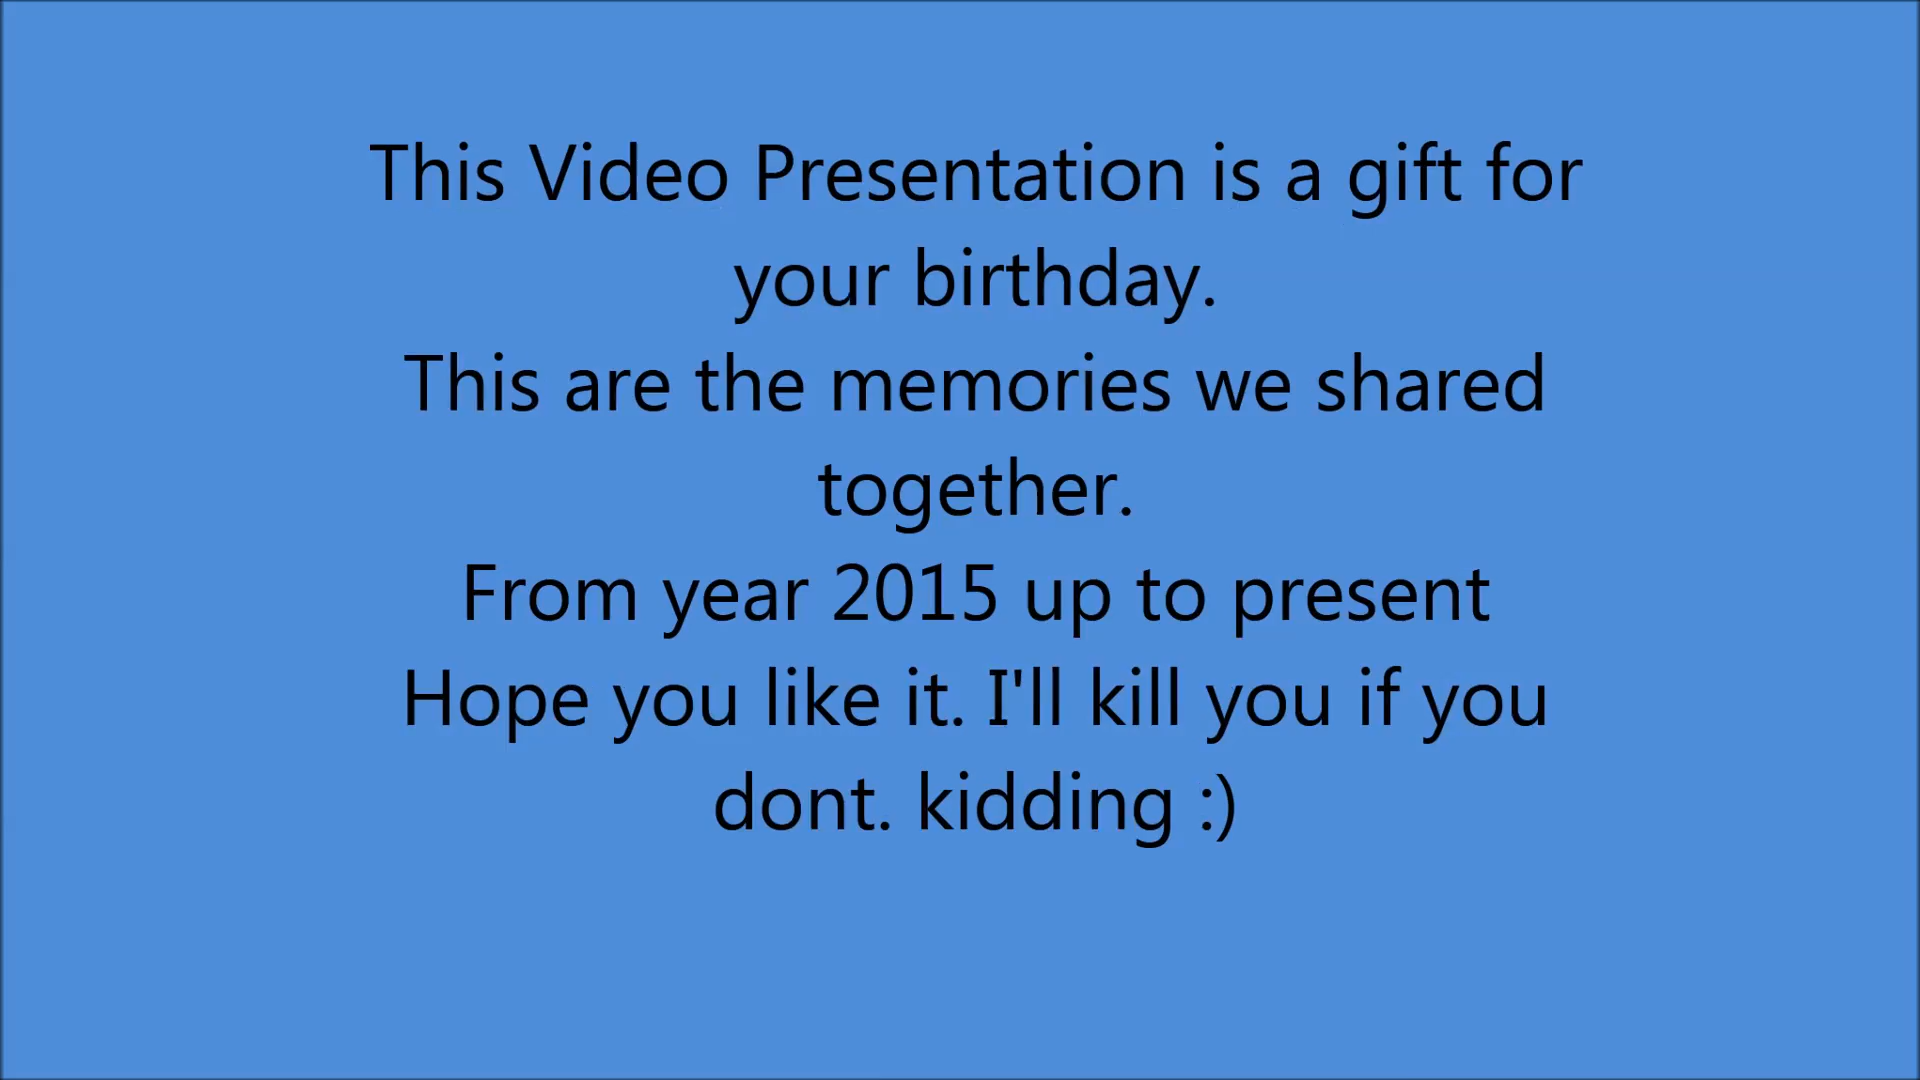 This Video Presentation is a gift for
your birthday.
This are the memories we shared
together.
From year 2015 up to present
Hope you like it. I'll kill you if you
dont. kidding :)